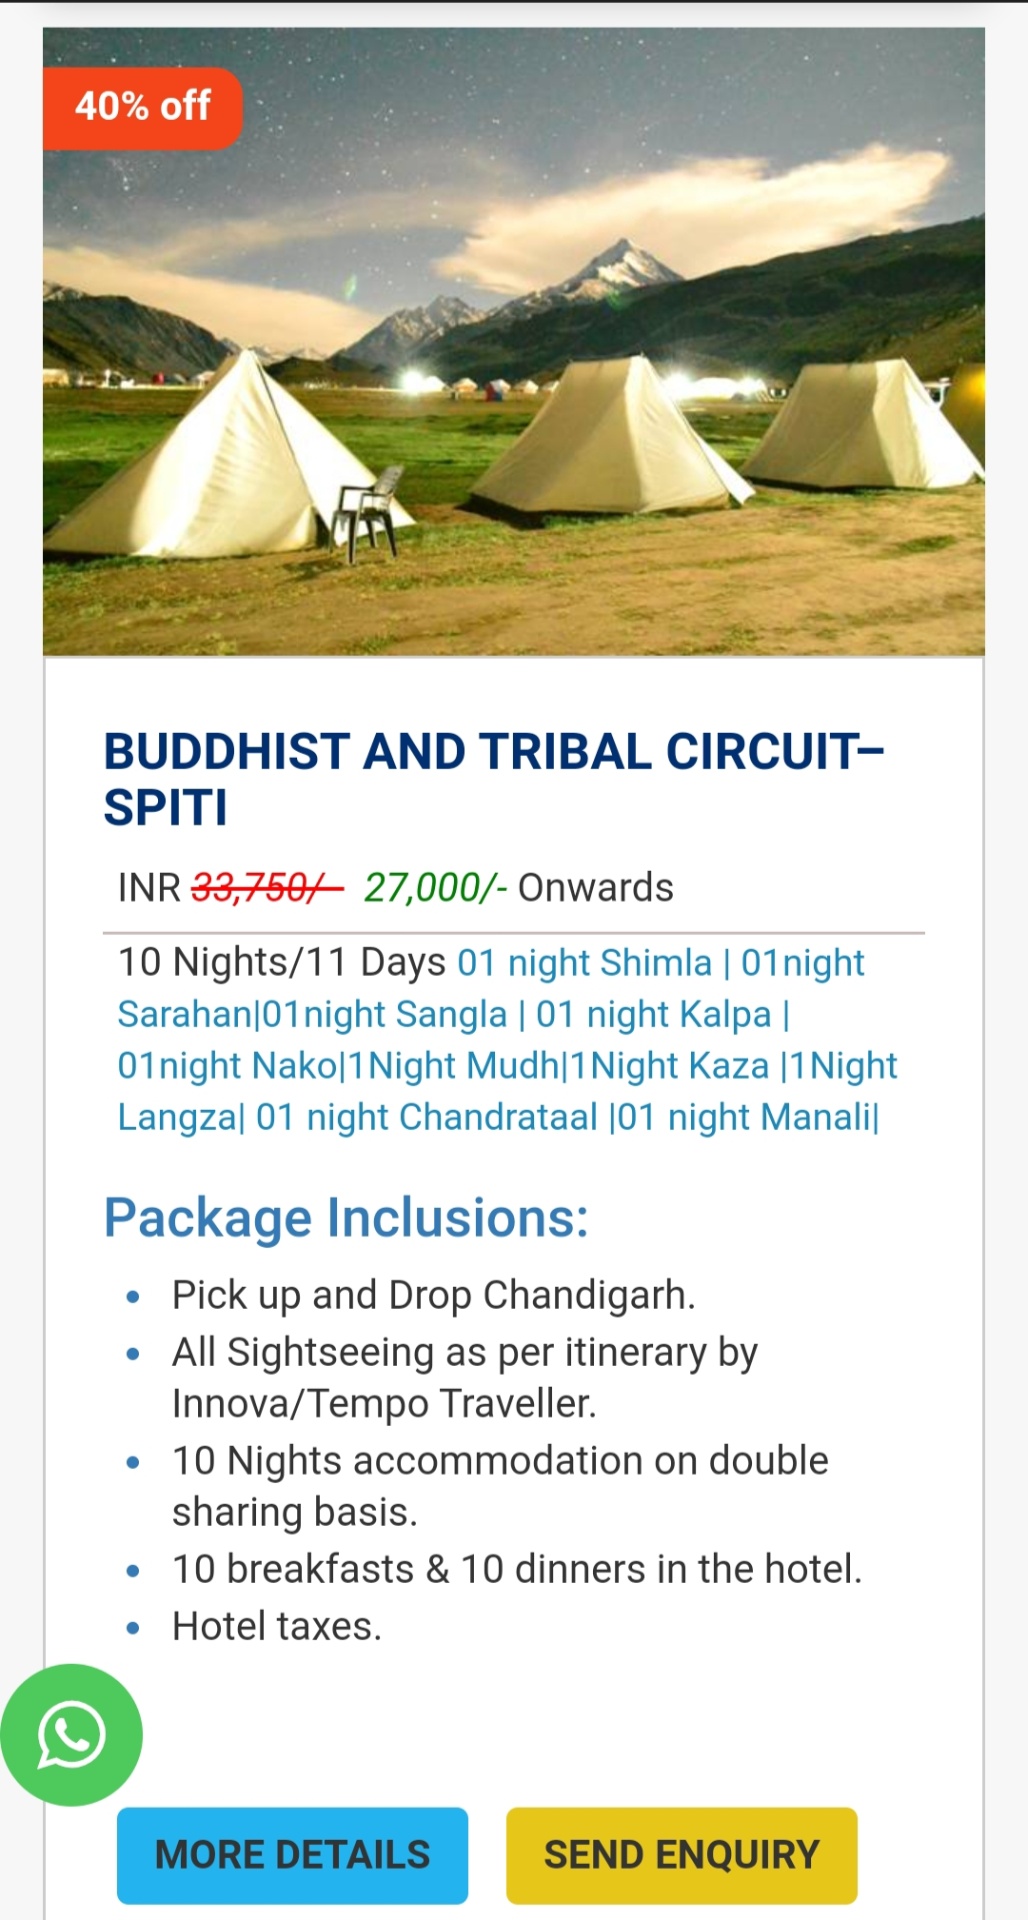 40% off
BUDDHIST AND TRIBAL CIRCUIT–
SPITI
INR 33,750/- 27,000/- Onwards
10 Nights/11 Days 01 night Shimla | 01night
Sarahan|01night Sangla | 01 night Kalpa |
01night Nako|1Night Mudh|1Night Kaza |1Night
Langza| 01 night Chandrataal |01 night Manali|
Package Inclusions:
• Pick up and Drop Chandigarh.
• All Sightseeing as per itinerary by
Innova/Tempo Traveller.
• 10 Nights accommodation on double
sharing basis.
• 10 breakfasts & 10 dinners in the hotel.
• Hotel taxes.
MORE DETAILS
SEND ENQUIRY